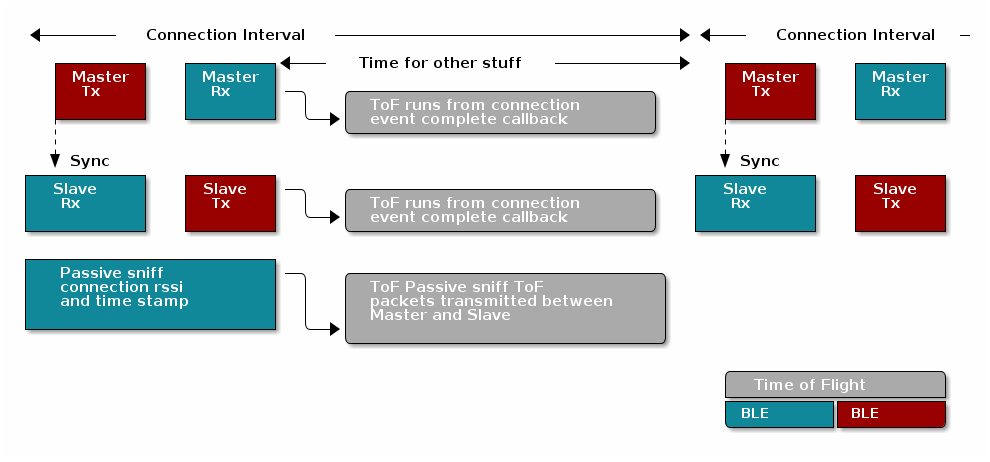 Connection Interval
Connection Interval
Time for other stuff
Master
Tx
Master
Rx
ToF runs from connection
event complete callback
Master
Tx
Master
Rx
Sync
Sync
Slave
Rx
Slave
Tx
ToF runs from connection
event complete callback
Slave
Rx
Slave
Tx
Passive sniff
connection rssi
and time stamp
ToF Passive sniff ToF
packets transmitted between
Master and Slave
Time of Flight
BLE
BLE